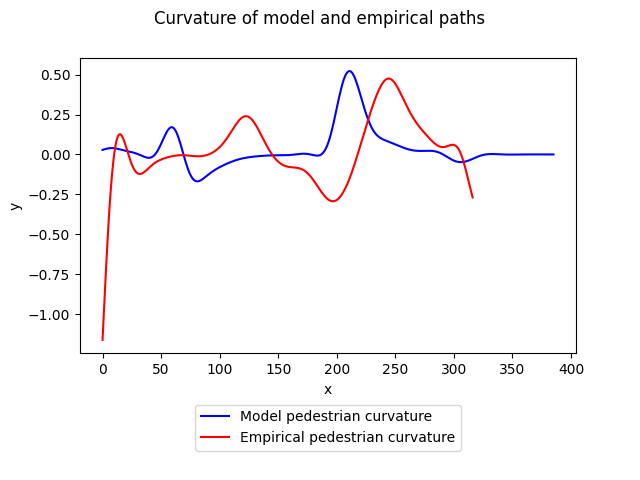 Curvature of model and empirical paths
0.50
0.25
0.00
−0.25
−0.50
−0.75
−1.00
y
0 50 100 150 200 250 300 350 400
x
Model pedestrian curvature
Empirical pedestrian curvature